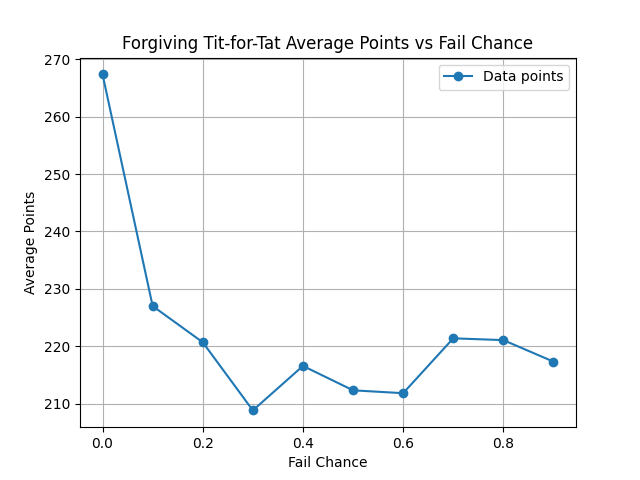 Forgiving Tit-for-Tat Average Points vs Fail Chance
Data points
270
260
250
240
230
220
210
Average Points
0.0 0.2 0.4 0.6 0.8
Fail Chance